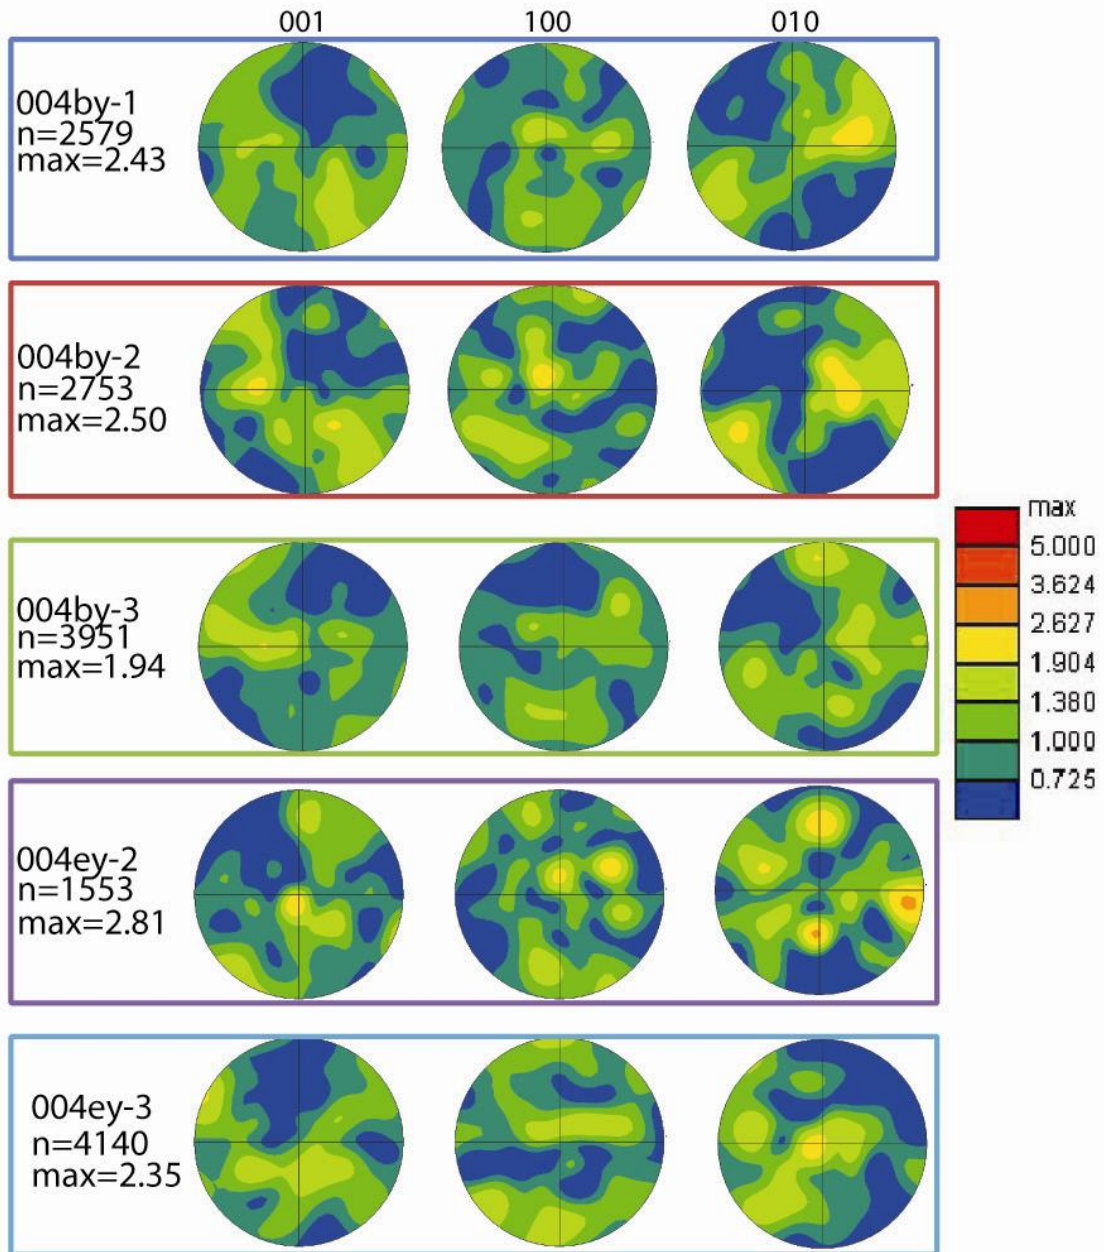 001 100 010
004by-1
n=2579
max=2.43
004by-2
n=2753
max=2.50
004by-3
n=3951
max=1.94
004ey-2
n=1553
max=2.81
004ey-3
n=4140
max=2.35
max
5.000
3.624
2.627
1.904
1.380
1.000
0.725